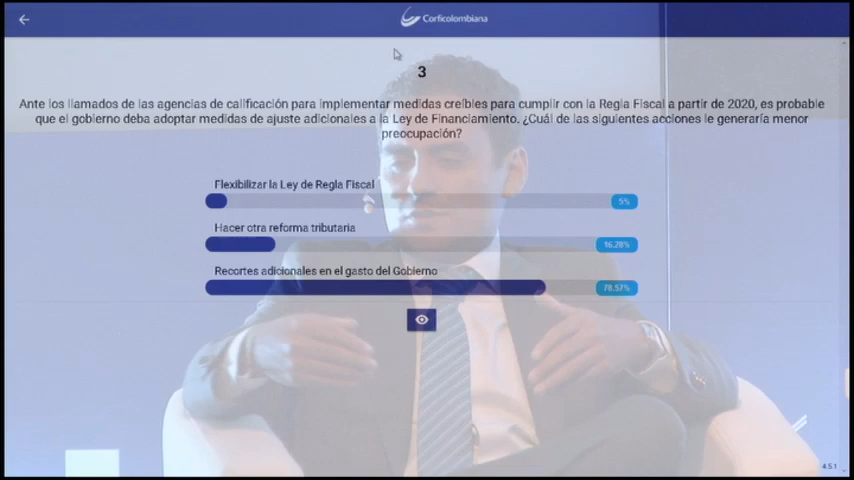 Corficolombiana
3
Ante los llamados de las agencias de calificación para implementar medidas creíbles para cumplir con la Regla Fiscal a partir de 2020, es probable
que el gobierno deba adoptar medidas de ajuste adicionales a la Ley de Financiamiento. ¿Cuál de las siguientes acciones le generaría menor
preocupación?
Flexibilizar la Ley de Regla Fiscal
5%
Hacer otra reforma tributaria
16.28%
Recortes adicionales en el gasto del Gobierno
78.57%
4.5.1